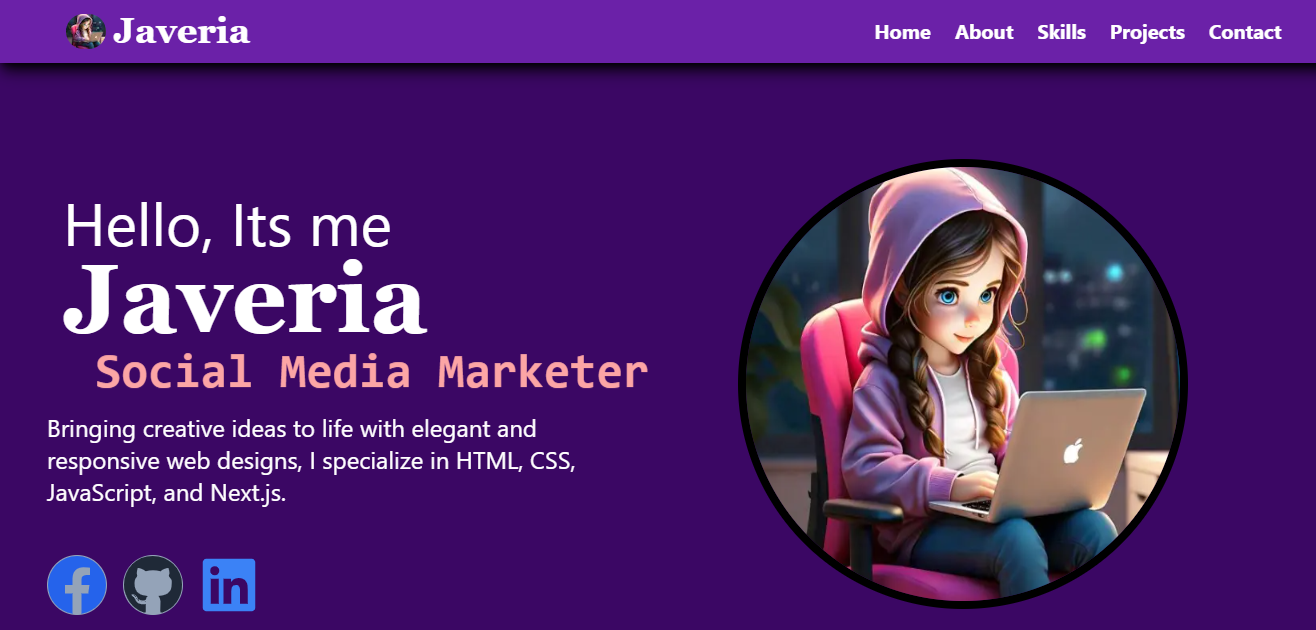 Javeria
Home About Skills Projects Contact
Hello, Its me
Javeria
Social Media Marketer
Bringing creative ideas to life with elegant and
responsive web designs, I specialize in HTML, CSS,
JavaScript, and Next.js.
in